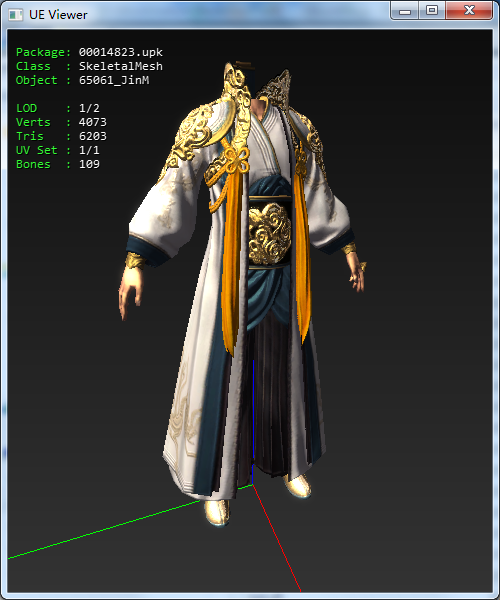 UE Viewer
Package: 00014823.upk
Class : SkeletalMesh
Object : 65061_JinM
LOD : 1/2
Verts : 4073
Tris : 6203
UV Set : 1/1
Bones : 109